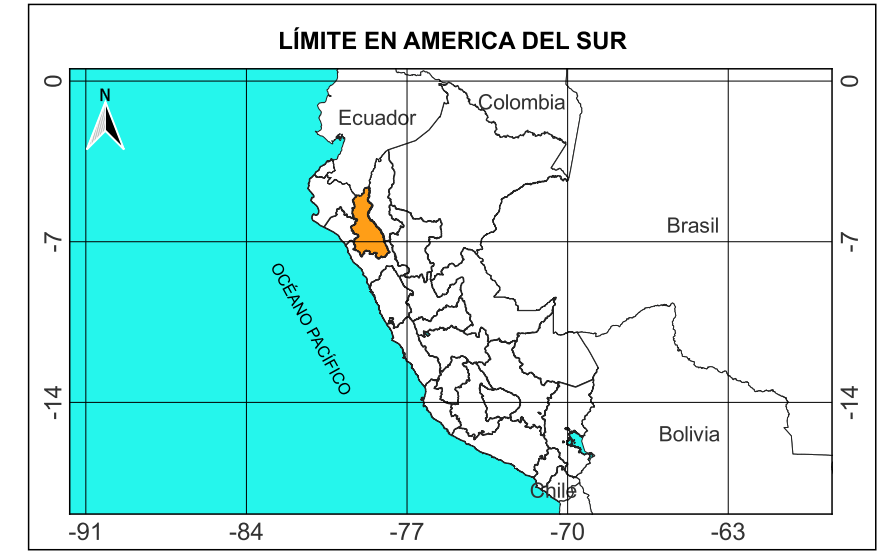 LÍMITE EN AMERICA DEL SUR
0
0
N
Colombia
Ecuador
Brasil
-7
-7
OCÉANO PACÍFICO
-14
-14
Bolivia
Chile
-91
-84
-77
-70
-63